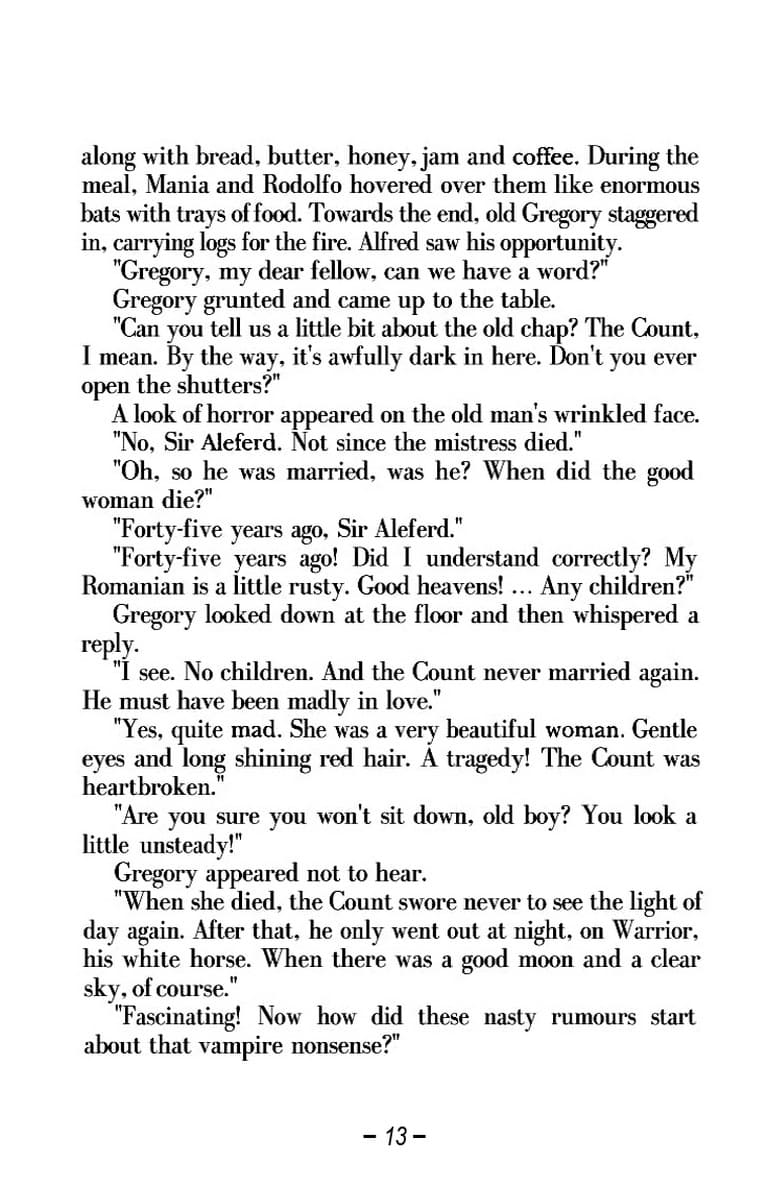 along with bread, butter, honey, jam and coffee. During the
meal, Mania and Rodolfo hovered over them like enormous
bats with trays of food. Towards the end, old Gregory staggered
in, carrying logs for the fire. Alfred saw his opportunity.
"Gregory, my dear fellow, can we have a word?"
Gregory grunted and came up to the table.
"Can you tell us a little bit about the old chap? The Count,
I mean. By the way, it's awfully dark in here. Don't you ever
open the shutters?"
A look of horror appeared on the old man's wrinkled face.
"No, Sir Aleferd. Not since the mistress died."
"Oh, so he was married, was he? When did the good
woman die?"
"Forty-five years ago, Sir Aleferd."
"Forty-five years ago! Did I understand correctly? My
Romanian is a little rusty. Good heavens! ... Any children?"
Gregory looked down at the floor and then whispered a
reply.
"I see. No children. And the Count never married again.
He must have been madly in love."
"Yes, quite mad. She was a very beautiful woman. Gentle
eyes and long shining red hair. A tragedy! The Count was
heartbroken."
"Are you sure you won't sit down, old boy? You look a
little unsteady!"
Gregory appeared not to hear.
"When she died, the Count swore never to see the light of
day again. After that, he only went out at night, on Warrior,
his white horse. When there was a good moon and a clear
sky, of course."
"Fascinating! Now how did these nasty rumours start
about that vampire nonsense?"
– 13 –